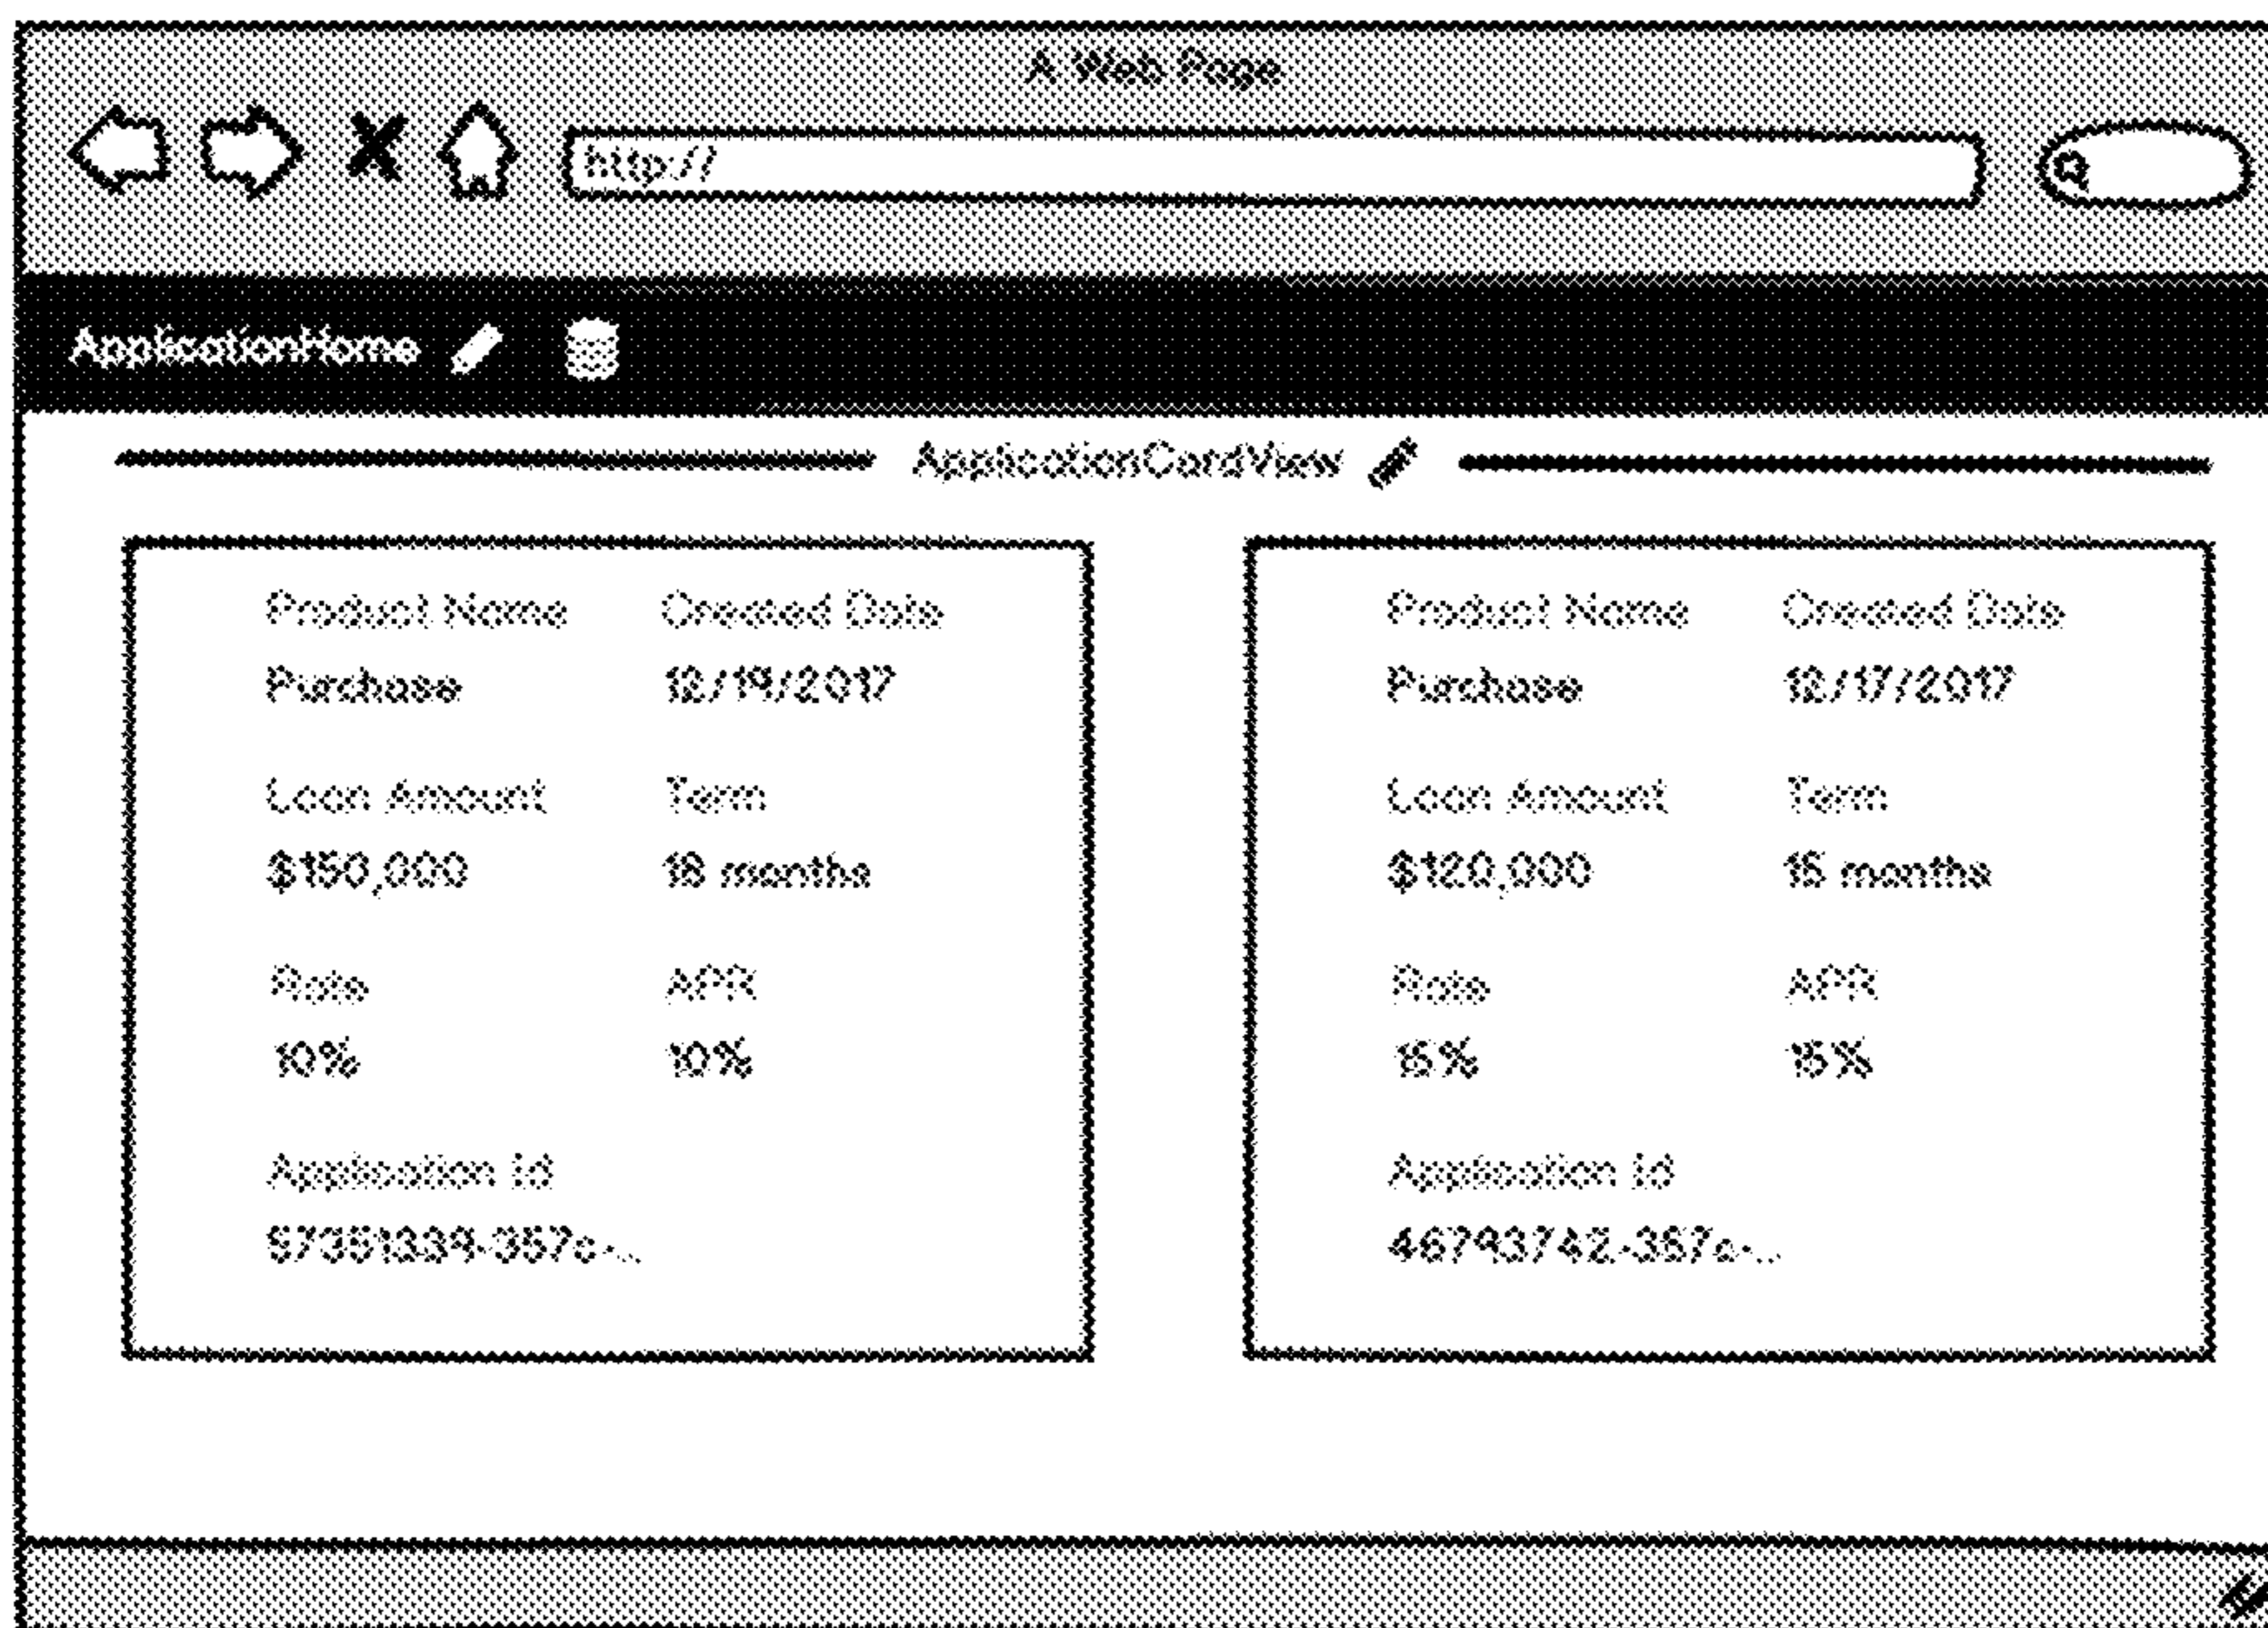 A Web Page
http://
ApplicationHome
ApplicationCardView
Product Name Created Date
Purchase 12/19/2017
Loan Amount Term
$150,000 18 months
Rate APR
10% 10%
Application Id
57351339-357c-...
Product Name Created Date
Purchase 12/17/2017
Loan Amount Term
$120,000 15 months
Rate APR
15% 15%
Application Id
46793742-357c-...